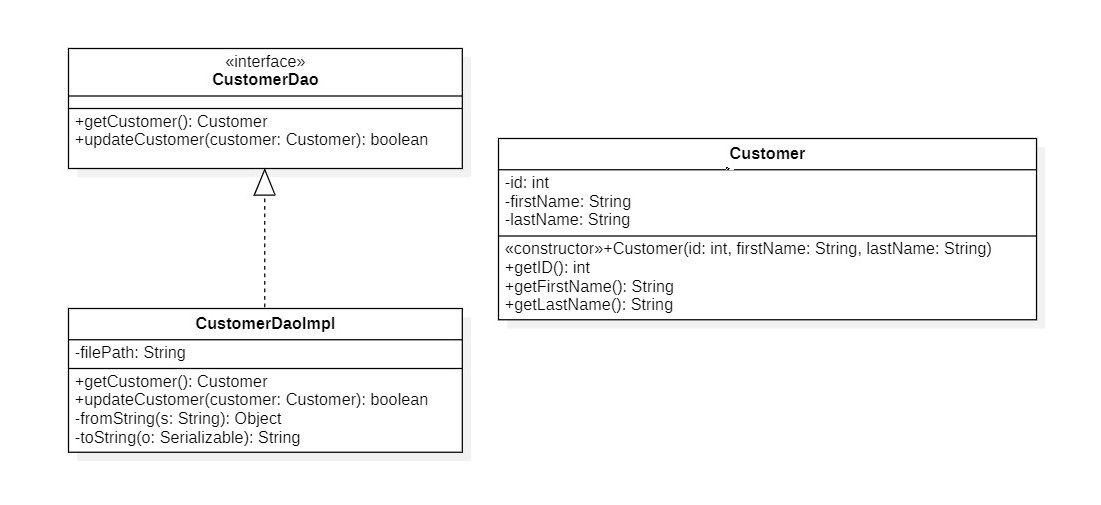 «interface»
CustomerDao
+getCustomer(): Customer
+updateCustomer(customer: Customer): boolean
Customer
-id: int
-firstName: String
-lastName: String
«constructor»+Customer(id: int, firstName: String, lastName: String)
+getID(): int
+getFirstName(): String
+getLastName(): String
CustomerDaoImpl
-filePath: String
+getCustomer(): Customer
+updateCustomer(customer: Customer): boolean
-fromString(s: String): Object
-toString(o: Serializable): String